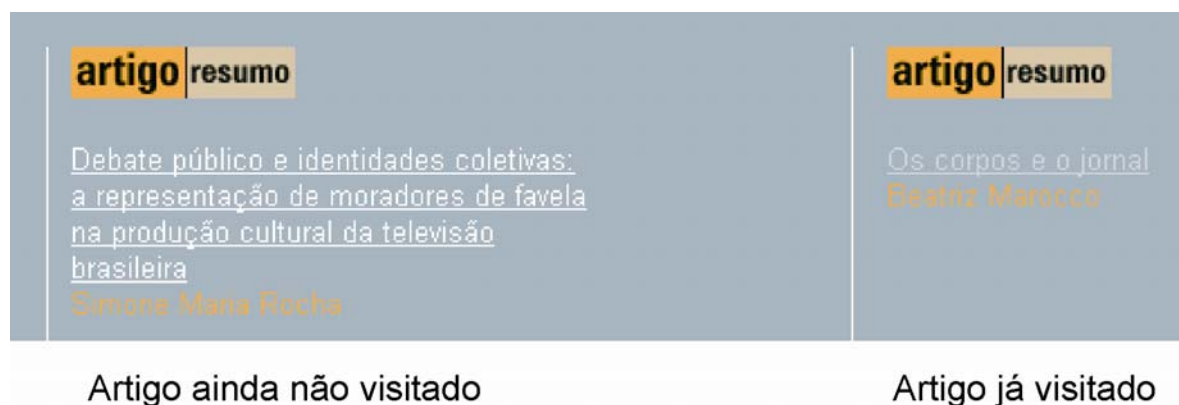 artigo resumo
Debate público e identidades coletivas:
a representação de moradores de favela
na produção cultural da televisão
brasileira
Simone Maria Rocha
Artigo ainda não visitado
artigo resumo
Os corpos e o jornal
Beatriz Marocco
Artigo já visitado